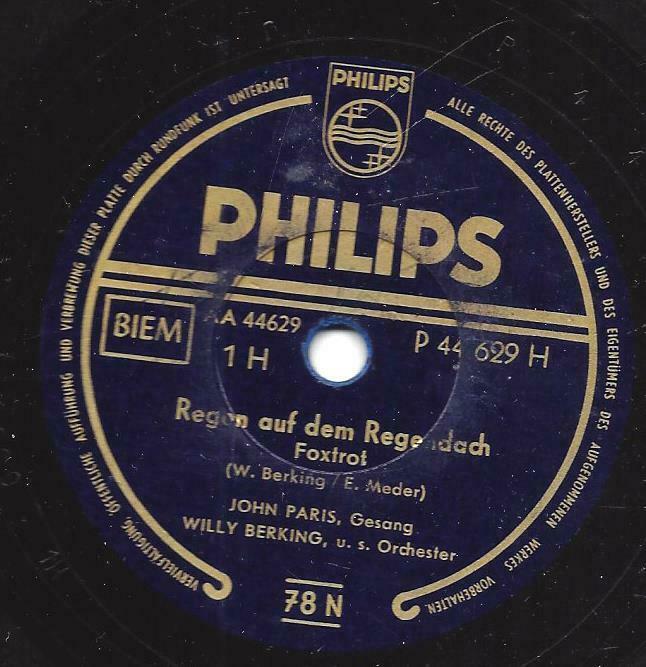 PHILIPS
ALLE RECHTE DES PLATTENHERSTELLERS UND DES EIGENTÜMERS DES AUFGENOMMENEN WERKES VORBEHALTEN.
VERVIELFÄLTIGUNG ÖFFENTLICHE AUFFÜHRUNG UND VERBREITUNG DIESER PLATTE DURCH RUNDFUNK IST UNTERSAGT
PHILIPS
BIEM
AA 44629
P 44 629 H
1 H
Regen auf dem Regendach
Foxtrot
(W. Berking / E. Meder)
JOHN PARIS, Gesang
WILLY BERKING, u. s. Orchester
78 N